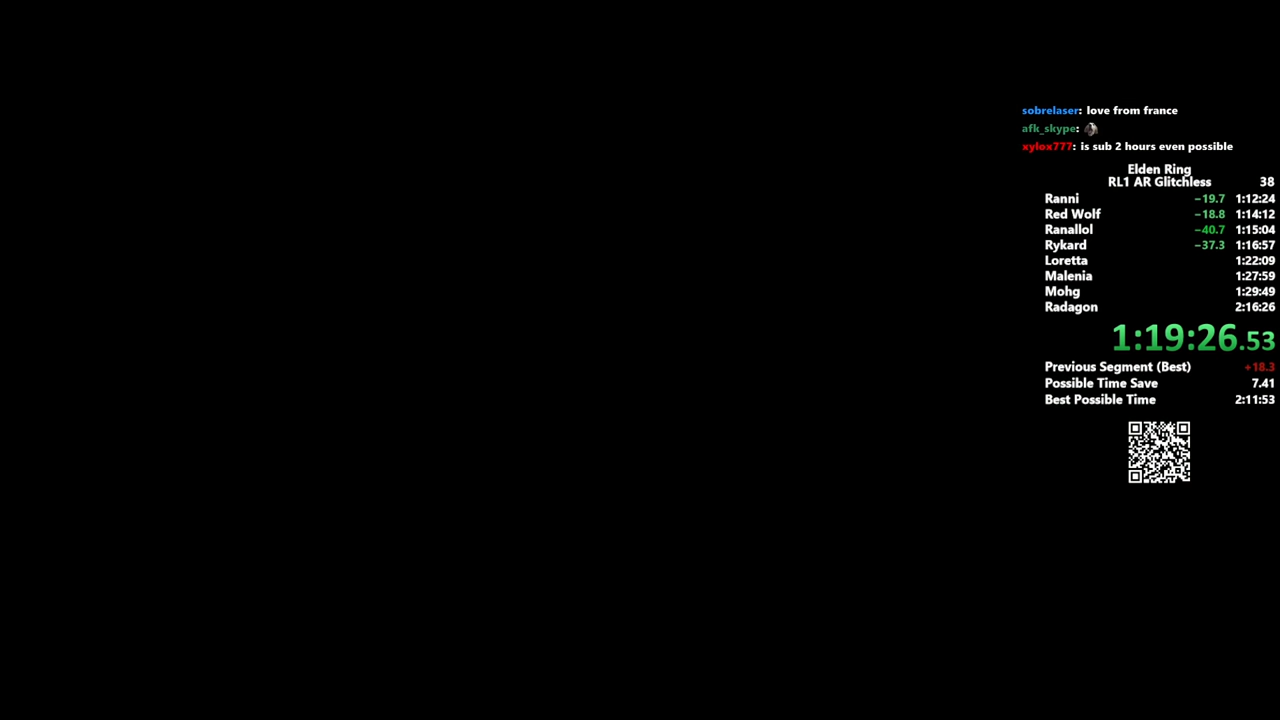 sobrelaser: love from france
afk_skype:
xylox777: is sub 2 hours even possible
Elden Ring
RL1 AR Glitchless 38
Ranni -19.7 1:12:24
Red Wolf -18.8 1:14:12
Ranallol -40.7 1:15:04
Rykard -37.3 1:16:57
Loretta 1:22:09
Malenia 1:27:59
Mohg 1:29:49
Radagon 2:16:26
1:19:26.53
Previous Segment (Best) +18.3
Possible Time Save 7.41
Best Possible Time 2:11:53